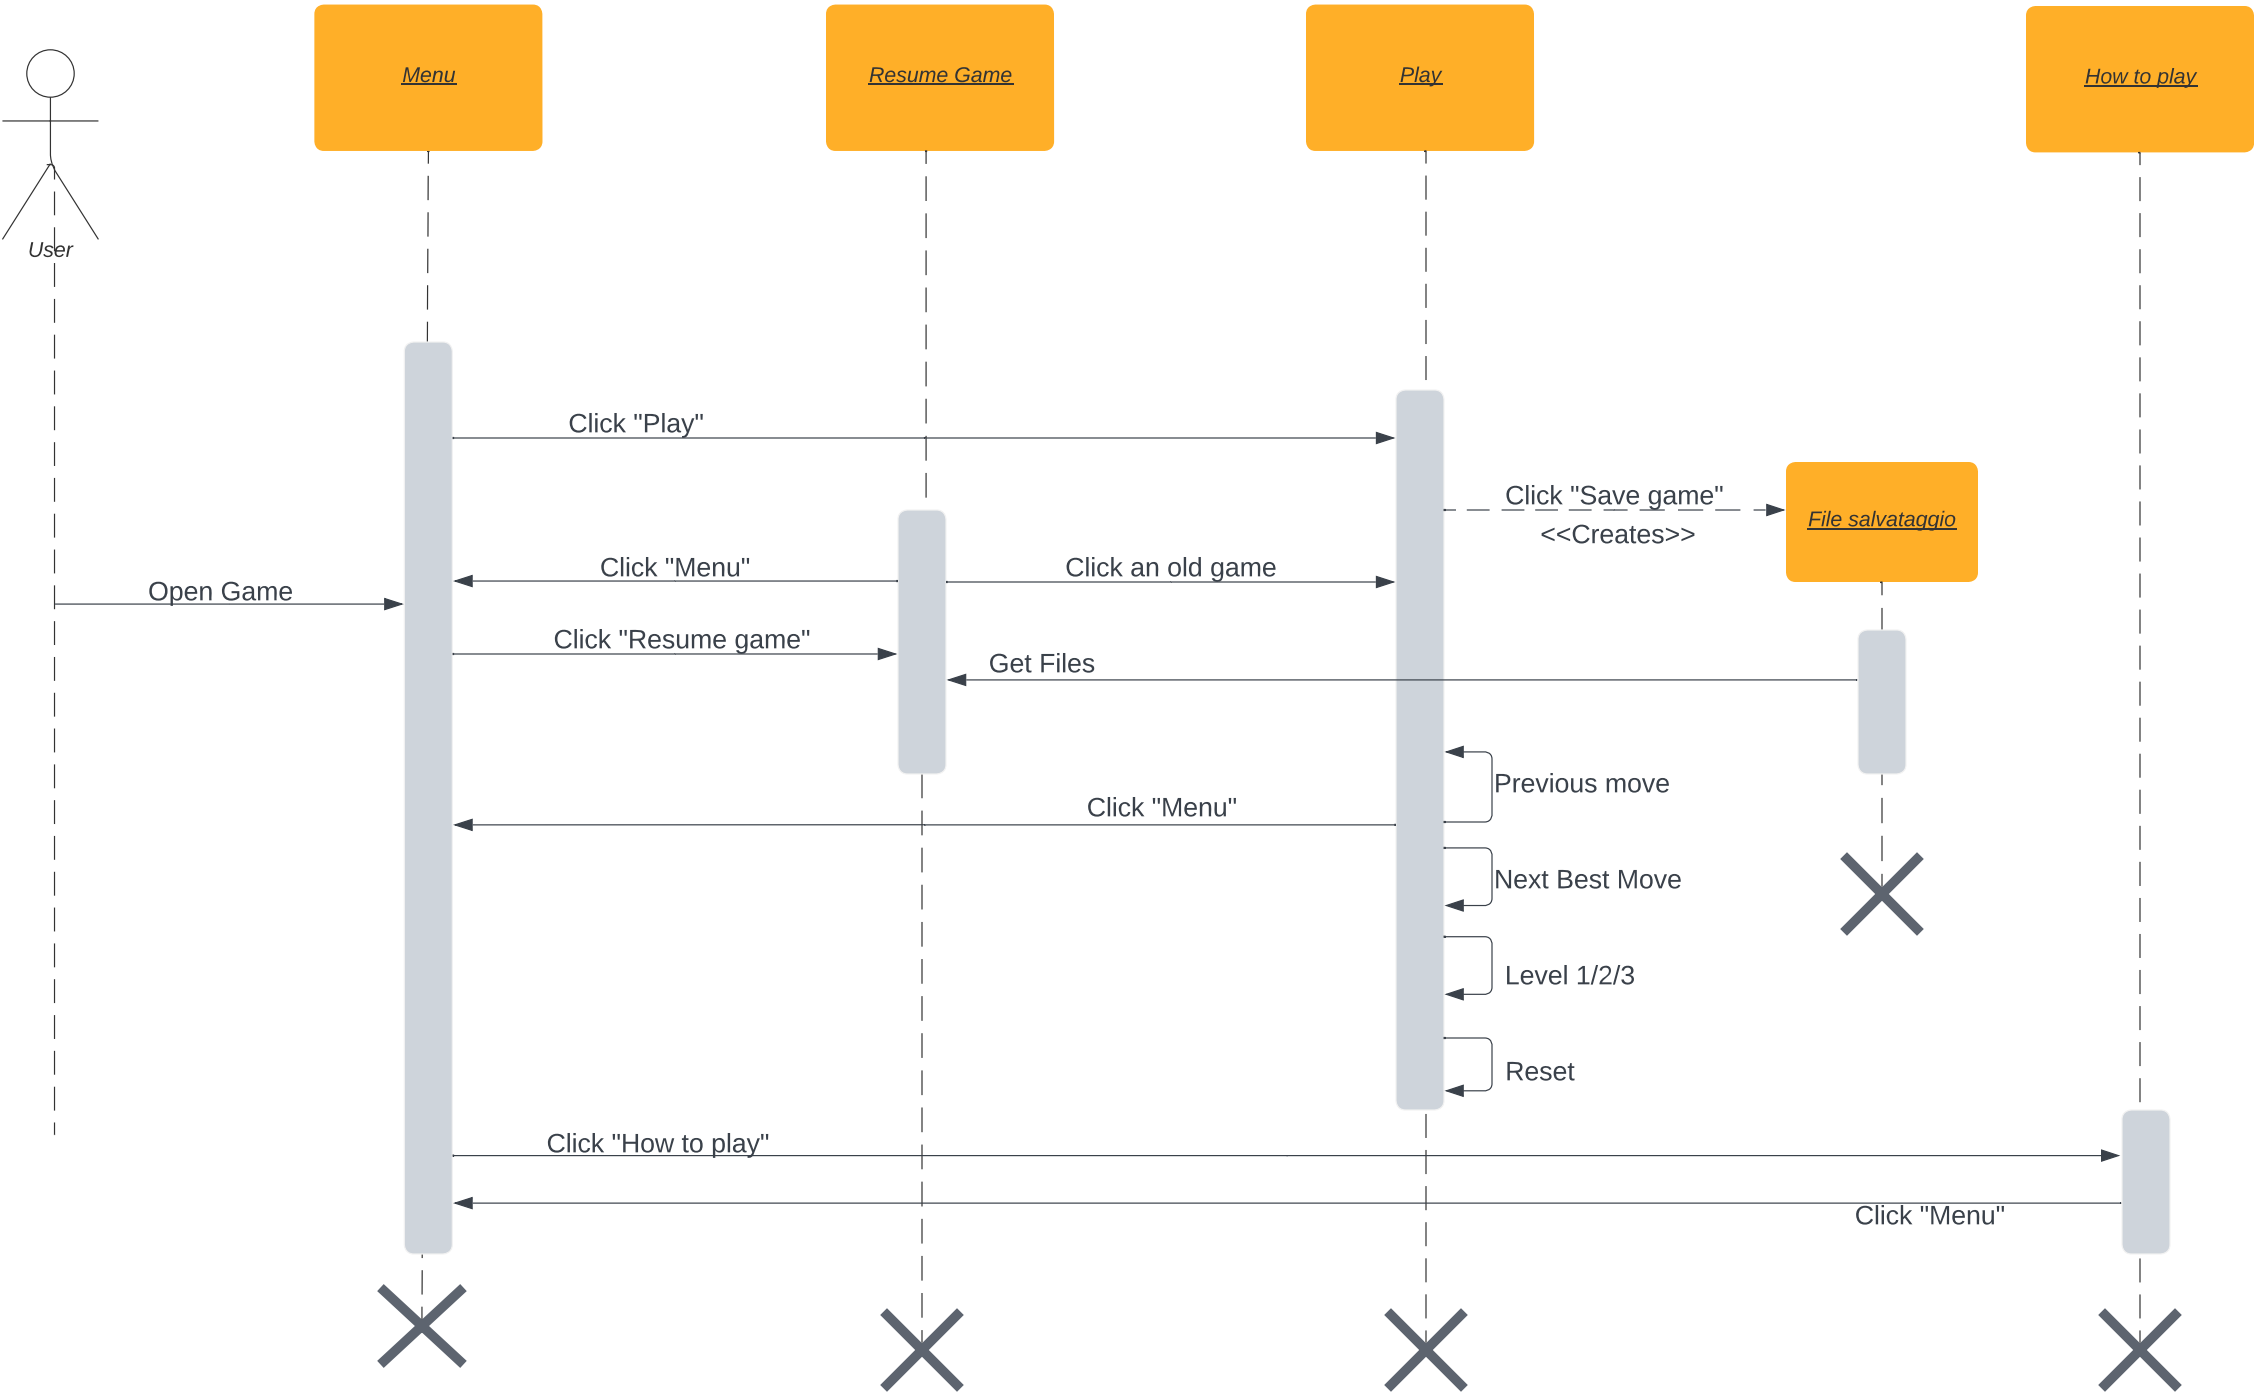 Menu
Resume Game
Play
How to play
User
Click "Play"
Click "Save game"
<<Creates>>
File salvataggio
Click "Menu"
Click an old game
Open Game
Click "Resume game"
Get Files
Previous move
Click "Menu"
Next Best Move
Level 1/2/3
Reset
Click "How to play"
Click "Menu"